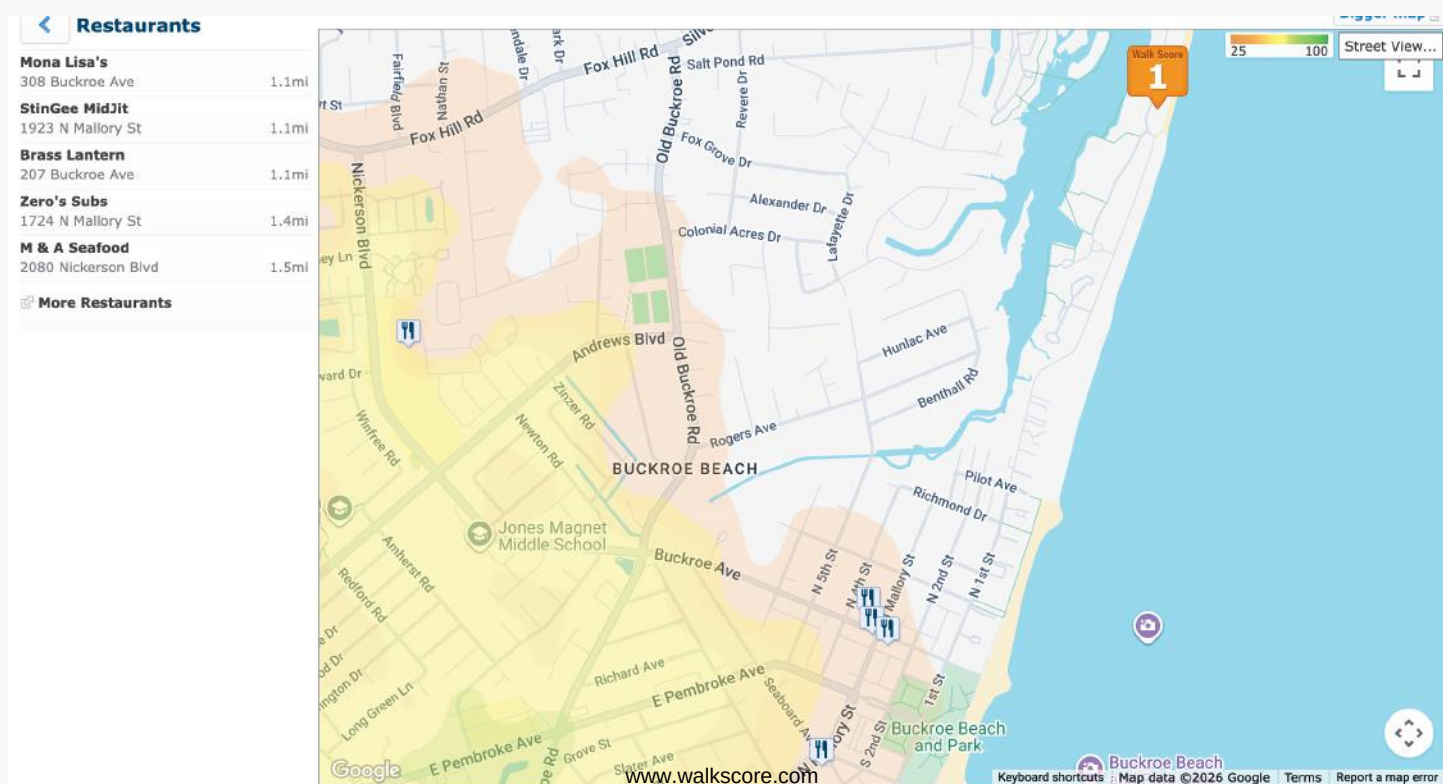 Restaurants
Mona Lisa's
308 Buckroe Ave
1.1mi
StinGee MidJit
1923 N Mallory St
1.1mi
Brass Lantern
207 Buckroe Ave
1.1mi
Zero's Subs
1724 N Mallory St
1.4mi
M & A Seafood
2080 Nickerson Blvd
1.5mi
More Restaurants
Bigger Map
25
100
Street View...
Walk Score
1
Fox Hill Rd
Salt Pond Rd
Fairfield Blvd
Nathan St
Fox Hill Rd
Old Buckroe Rd
Revere Dr
Fox Grove Dr
Nickerson Blvd
Alexander Dr
Lafayette Dr
Colonial Acres Dr
ey Ln
Andrews Blvd
Old Buckroe Rd
Hunlac Ave
Benthall Rd
ward Dr
Zinzer Rd
Newton Rd
Winfree Rd
Rogers Ave
BUCKROE BEACH
Pilot Ave
Richmond Dr
Jones Magnet
Middle School
Amherst Rd
Redford Rd
Buckroe Ave
N 5th St
N 4th St
Mallory St
N 2nd St
N 1st St
Richard Ave
E Pembroke Ave
Seaboard Av
Long Green Ln
1st St
S 2nd St
Buckroe Beach
and Park
E Pembroke Ave
Grove St
Slater Ave
Buckroe Beach
Google
www.walkscore.com
Keyboard shortcuts
Map data ©2026 Google
Terms
Report a map error